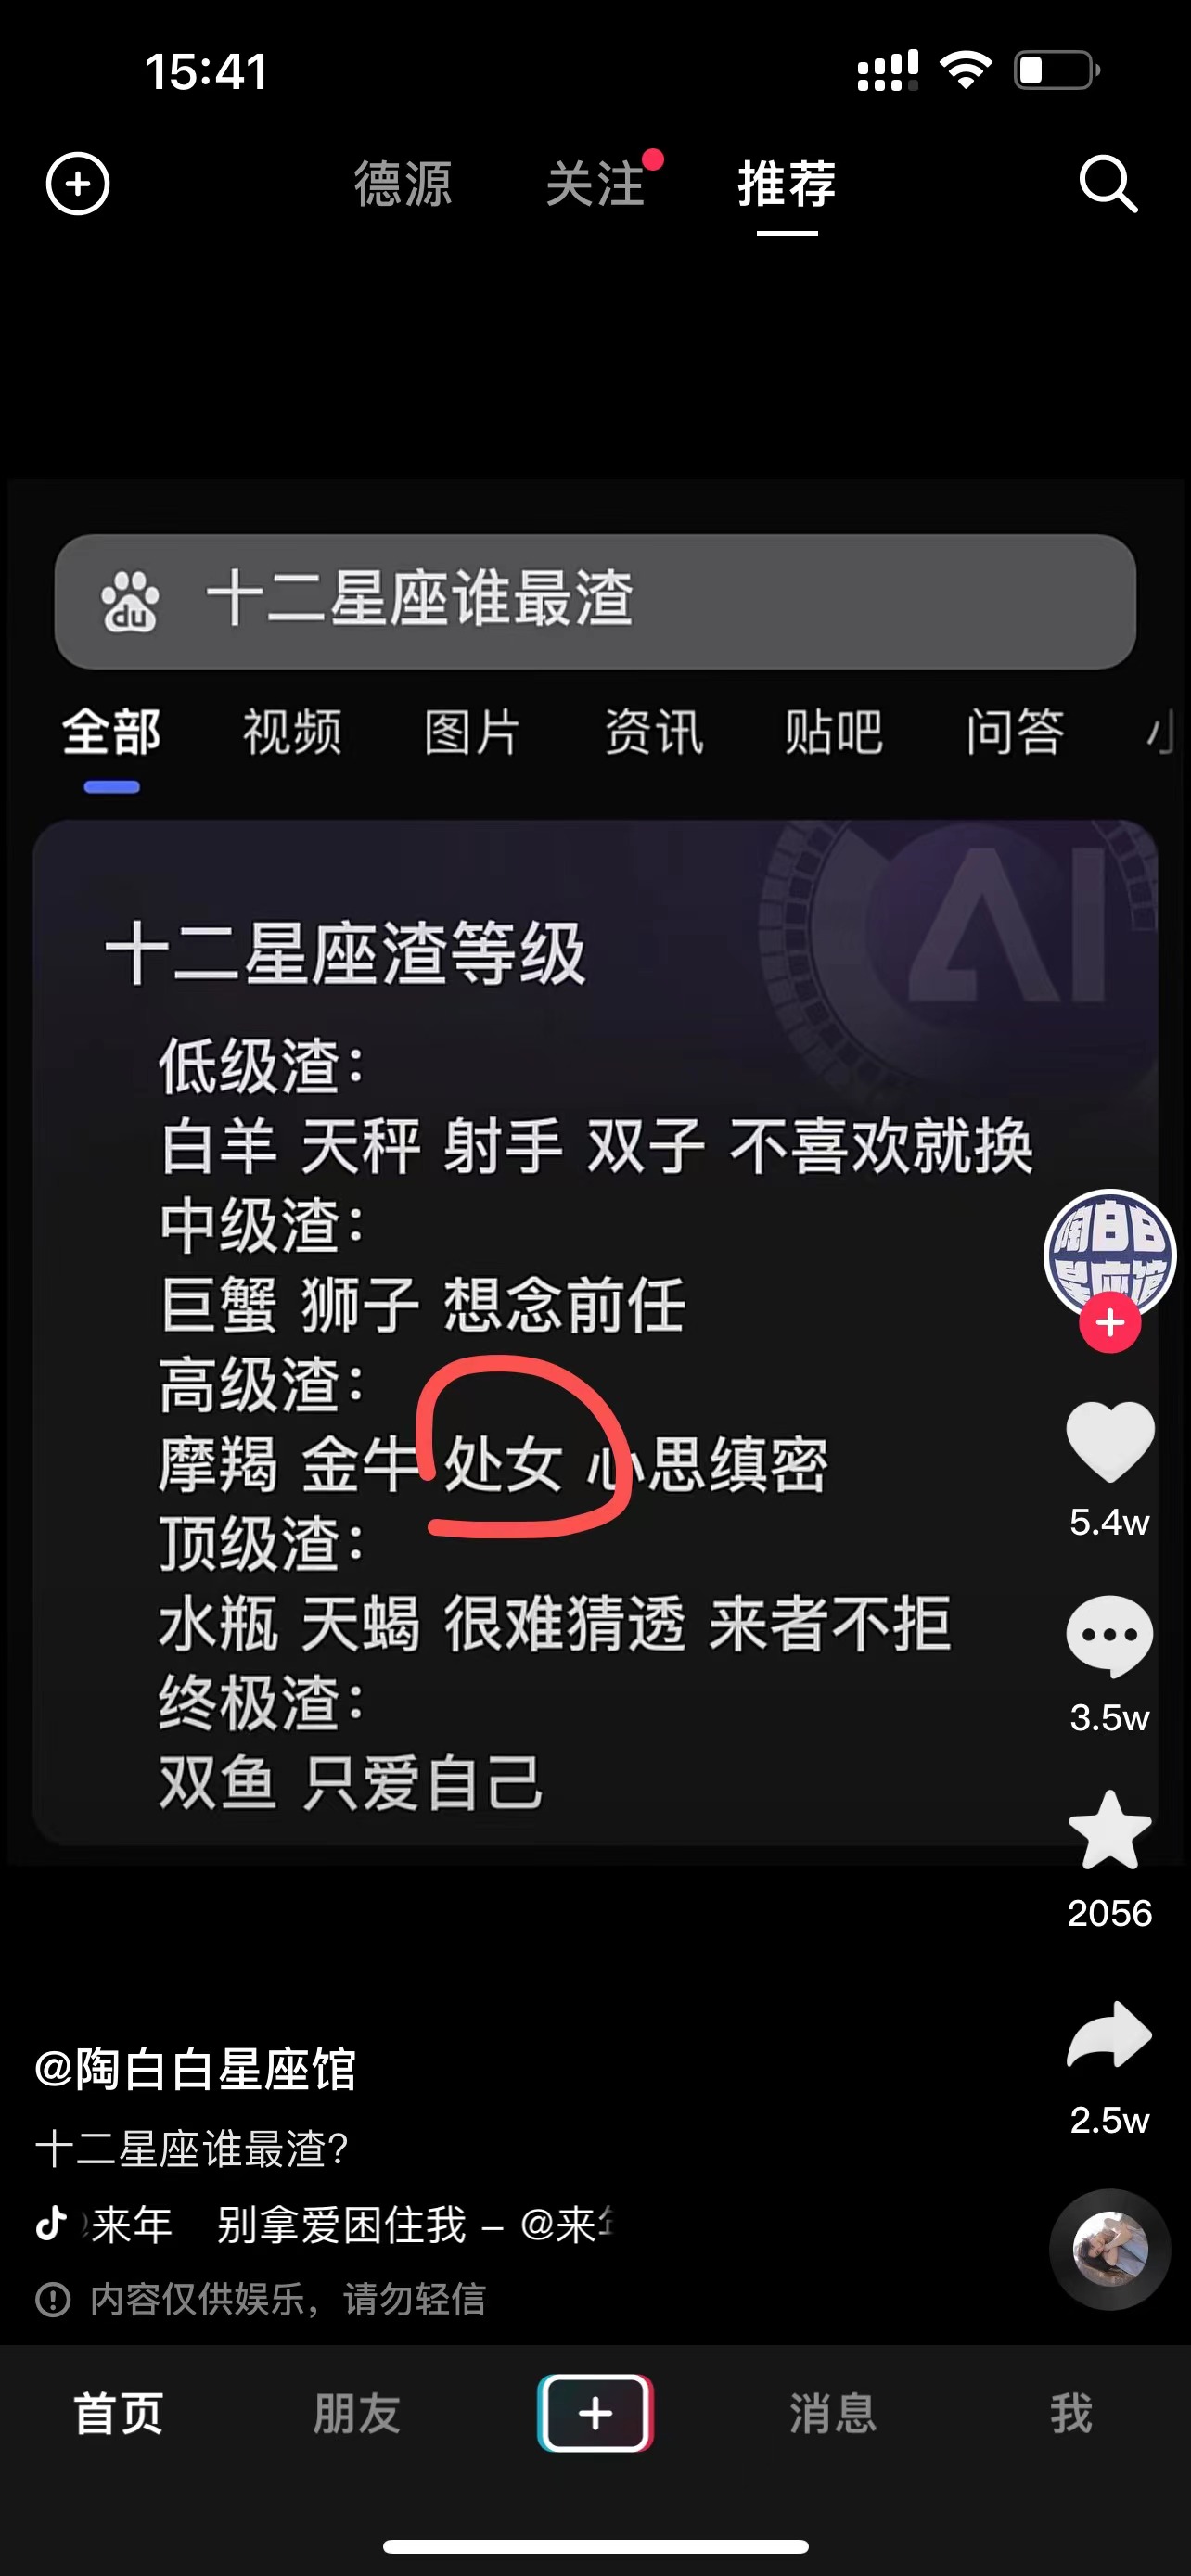 15:41
德源 关注 推荐
du 十二星座谁最渣
全部 视频 图片 资讯 贴吧 问答
AI
十二星座渣等级
低级渣：
白羊 天秤 射手 双子 不喜欢就换
中级渣：
巨蟹 狮子 想念前任
高级渣：
摩羯 金牛 处女 心思缜密
顶级渣：
水瓶 天蝎 很难猜透 来者不拒
终极渣：
双鱼 只爱自己
陶白白星座馆
5.4w
3.5w
2056
2.5w
@陶白白星座馆
十二星座谁最渣?
来年 别拿爱困住我 – @来
内容仅供娱乐，请勿轻信
首页 朋友 消息 我